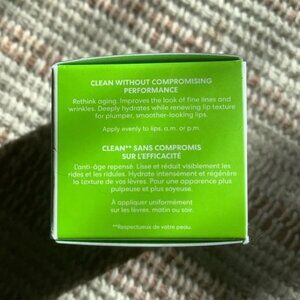 CLEAN WITHOUT COMPROMISING
PERFORMANCE
Rethink aging. Improves the look of fine lines and
wrinkles. Deeply hydrates while renewing lip texture
for plumper, smoother-looking lips.
Apply evenly to lips, a.m. or p.m.
CLEAN** SANS COMPROMIS
SUR L'EFFICACITÉ
L'anti-âge repensé. Lisse et réduit visiblement les
rides et les ridules. Hydrate intensément et régénère
la texture de vos lèvres. Pour une apparence plus
pulpeuse et plus soyeuse.
À appliquer uniformément
sur les lèvres, matin ou soir.
**Respectueux de votre peau.